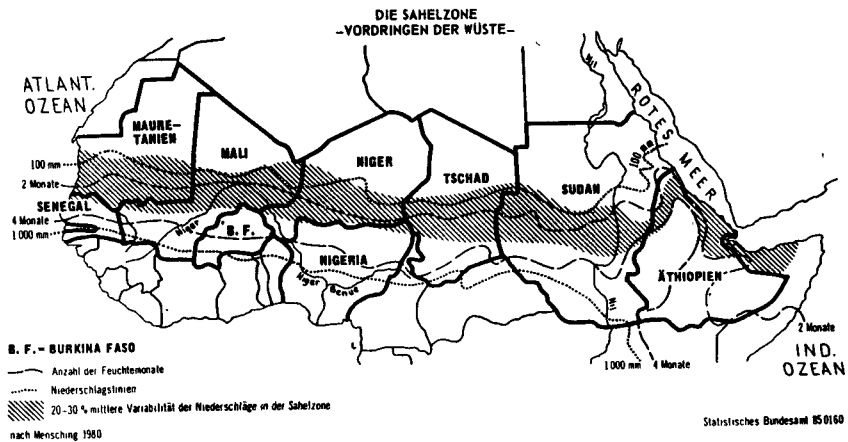 DIE SAHELZONE
-VORDRINGEN DER WÜSTE-
ATLANT.
OZEAN
Nil
ROTES MEER
MAURE-
TANIEN
MALI
NIGER
TSCHAD
SUDAN
100 mm
100 mm
2 Monate
SENEGAL
4 Monate
1 000 mm
Niger
B. F.
NIGERIA
Niger
Benue
ÄTHIOPIEN
Nil
2 Monate
1 000 mm
4 Monate
IND.
OZEAN
B. F. - BURKINA FASO
Anzahl der Feuchtemonate
Niederschlagslinien
20-30 % mittlere Variabilität der Niederschläge in der Sahelzone
nach Mensching 1980
Statistisches Bundesamt 850160